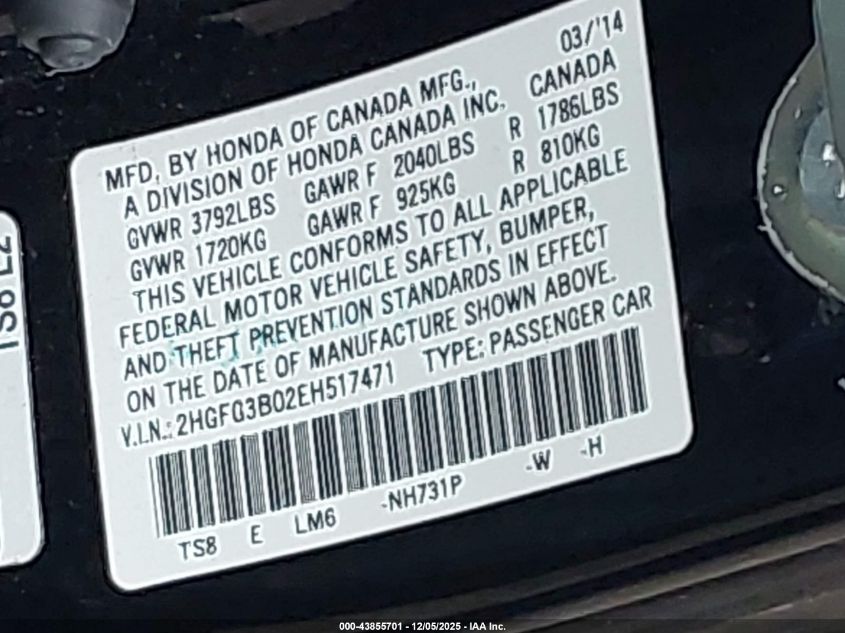 03/'14
MFD. BY HONDA OF CANADA MFG.,
A DIVISION OF HONDA CANADA INC. CANADA
GVWR 3792LBS GAWR F 2040LBS R 1786LBS
GVWR 1720KG GAWR F 925KG R 810KG
THIS VEHICLE CONFORMS TO ALL APPLICABLE
FEDERAL MOTOR VEHICLE SAFETY, BUMPER,
AND THEFT PREVENTION STANDARDS IN EFFECT
ON THE DATE OF MANUFACTURE SHOWN ABOVE.
V.I.N.: 2HGFG3B02EH517471 TYPE: PASSENGER CAR
TS8 E LM6 -NH731P -W -H
TS8 L2
000-43855701 - 12/05/2025 - IAA Inc.